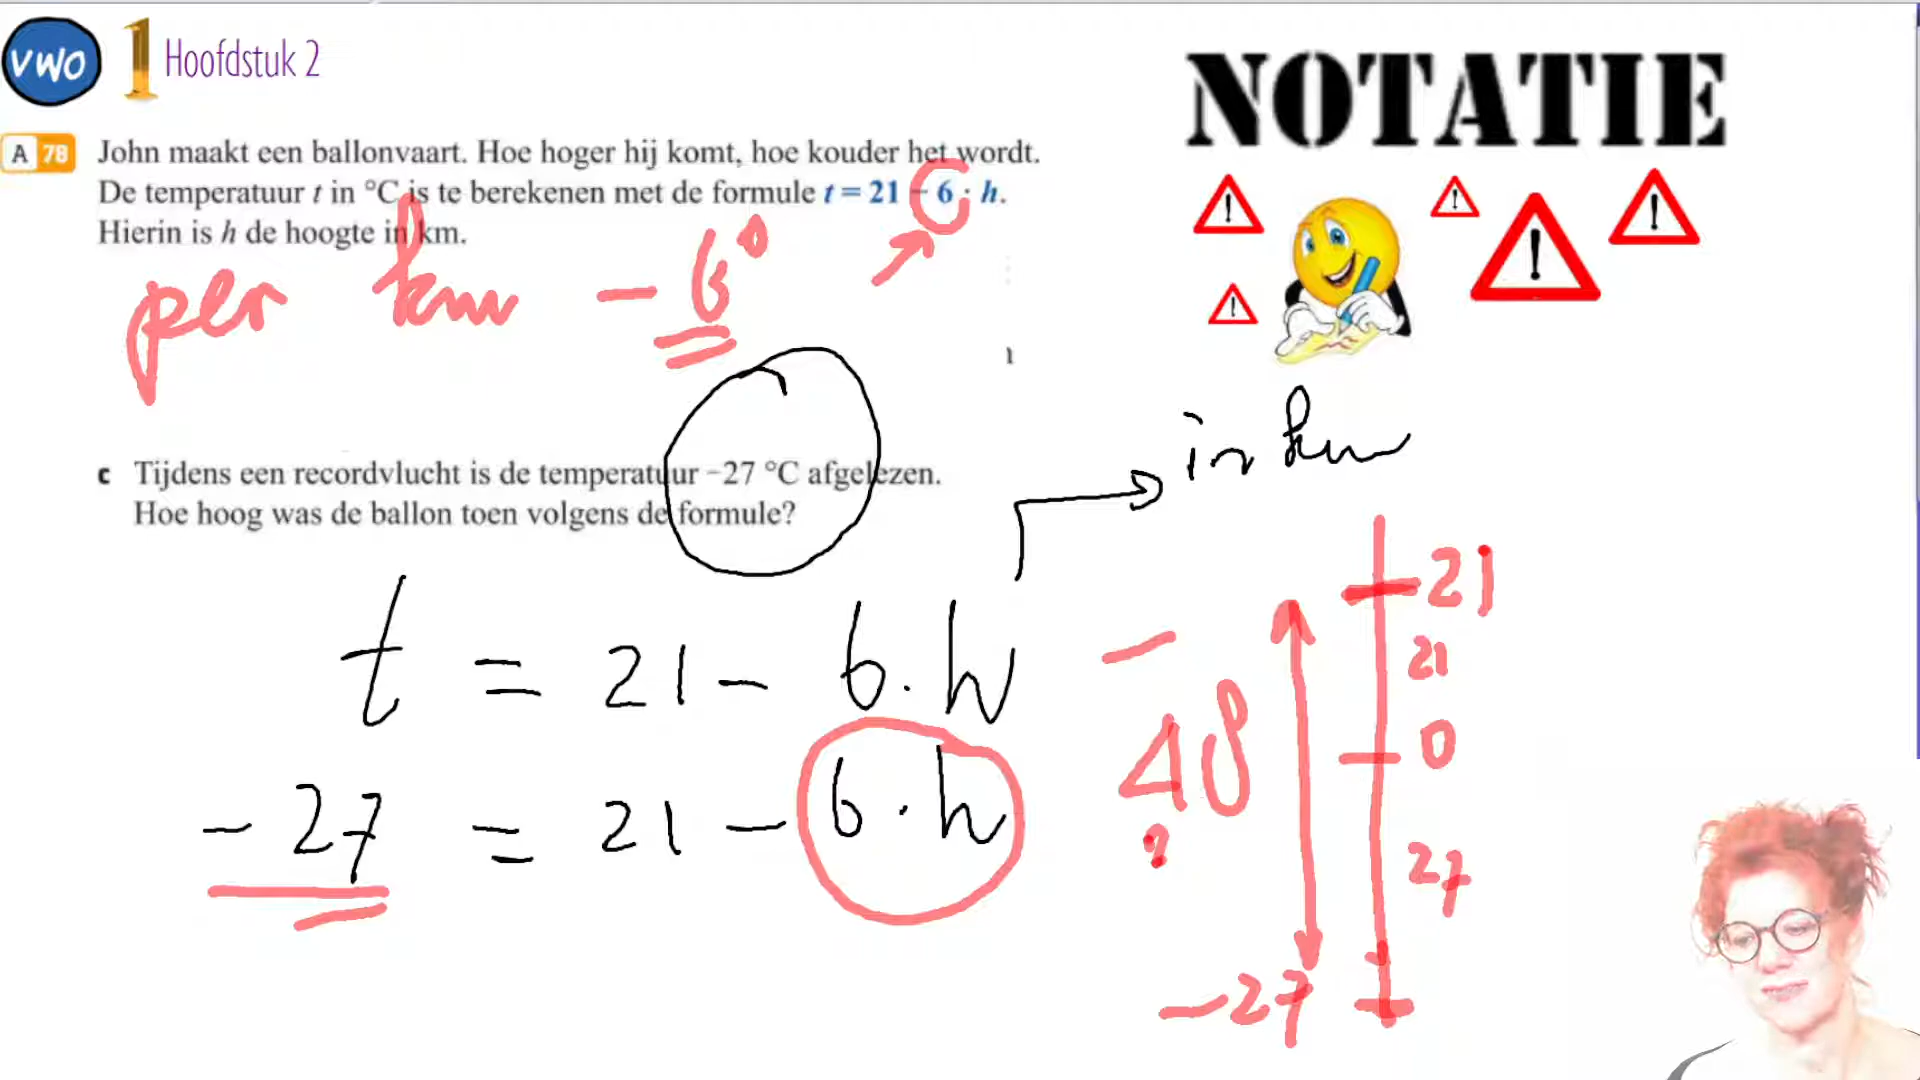 VWO 1 Hoofdstuk 2
NOTATIE
A 78 John maakt een ballonvaart. Hoe hoger hij komt, hoe kouder het wordt.
De temperatuur t in °C is te berekenen met de formule t = 21 − 6 · h.
Hierin is h de hoogte in km.
per km −6°
c Tijdens een recordvlucht is de temperatuur −27 °C afgelezen.
Hoe hoog was de ballon toen volgens de formule?
in km
t = 21 − 6 · h
−27 = 21 − 6 · h
− 48
?
21
21
0
27
−27